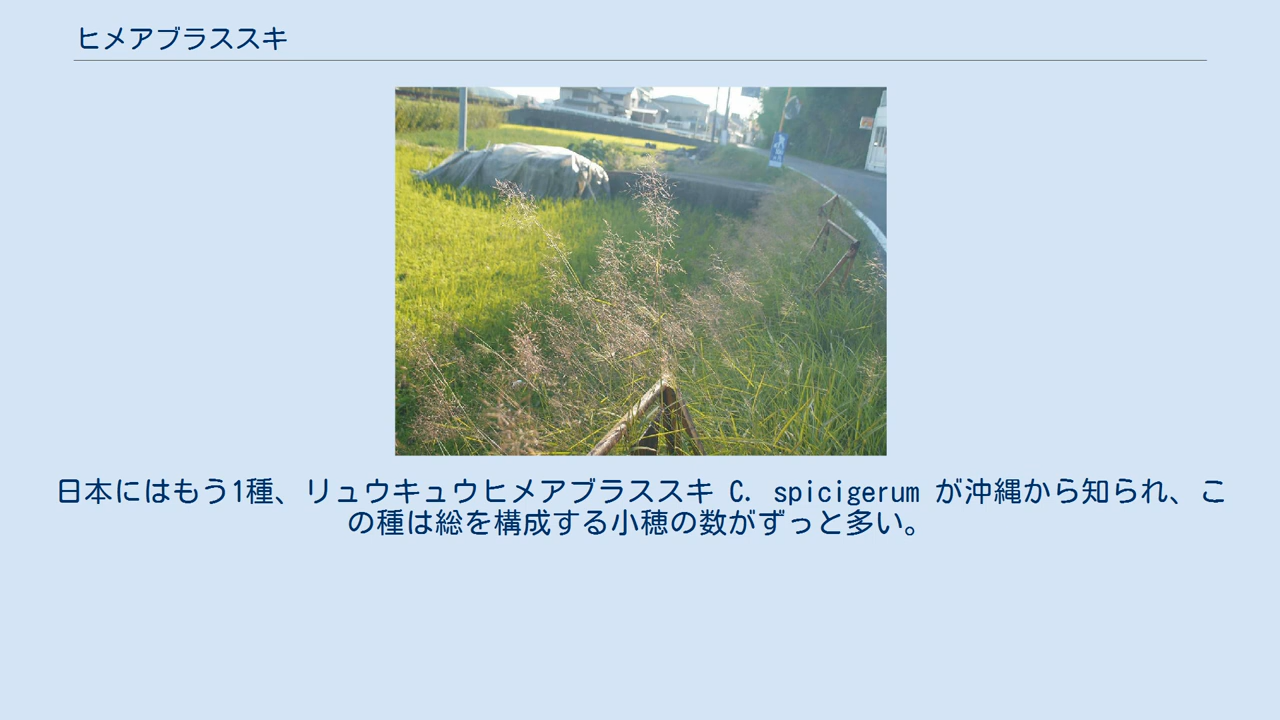 ヒメアブラススキ
日本にはもう1種、リュウキュウヒメアブラススキ C. spicigerum が沖縄から知られ、こ
の種は総を構成する小穂の数がずっと多い。